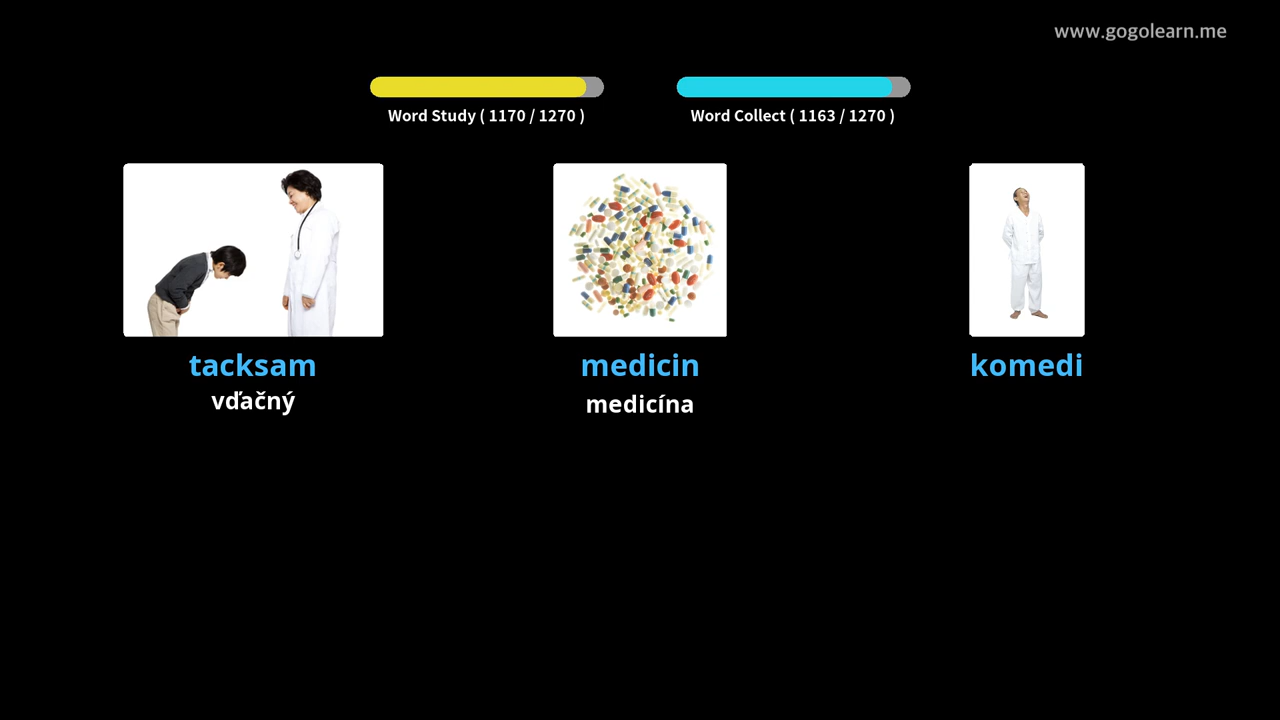 www.gogolearn.me
Word Study ( 1170 / 1270 )
Word Collect ( 1163 / 1270 )
tacksam
vďačný
medicin
medicína
komedi